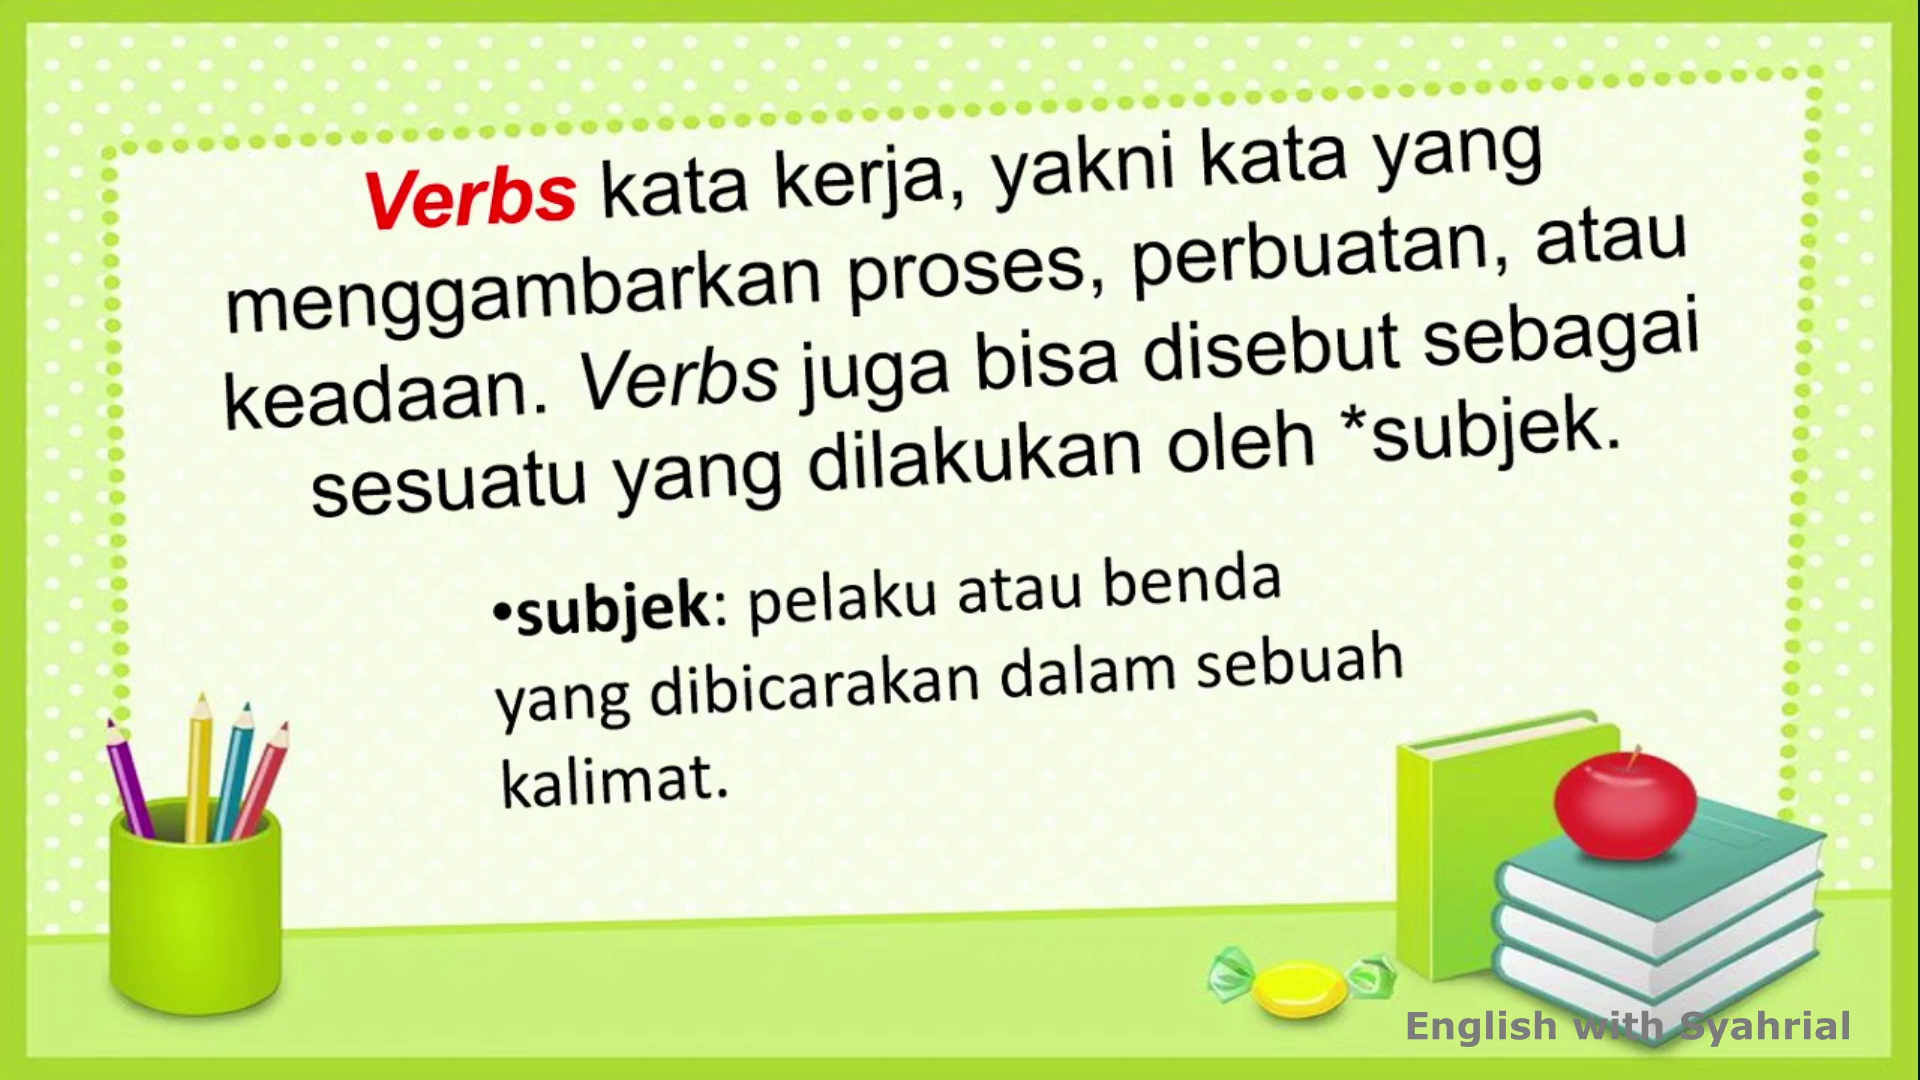 Verbs kata kerja, yakni kata yang
menggambarkan proses, perbuatan, atau
keadaan. Verbs juga bisa disebut sebagai
sesuatu yang dilakukan oleh *subjek.
•subjek: pelaku atau benda
yang dibicarakan dalam sebuah
kalimat.
English with Syahrial